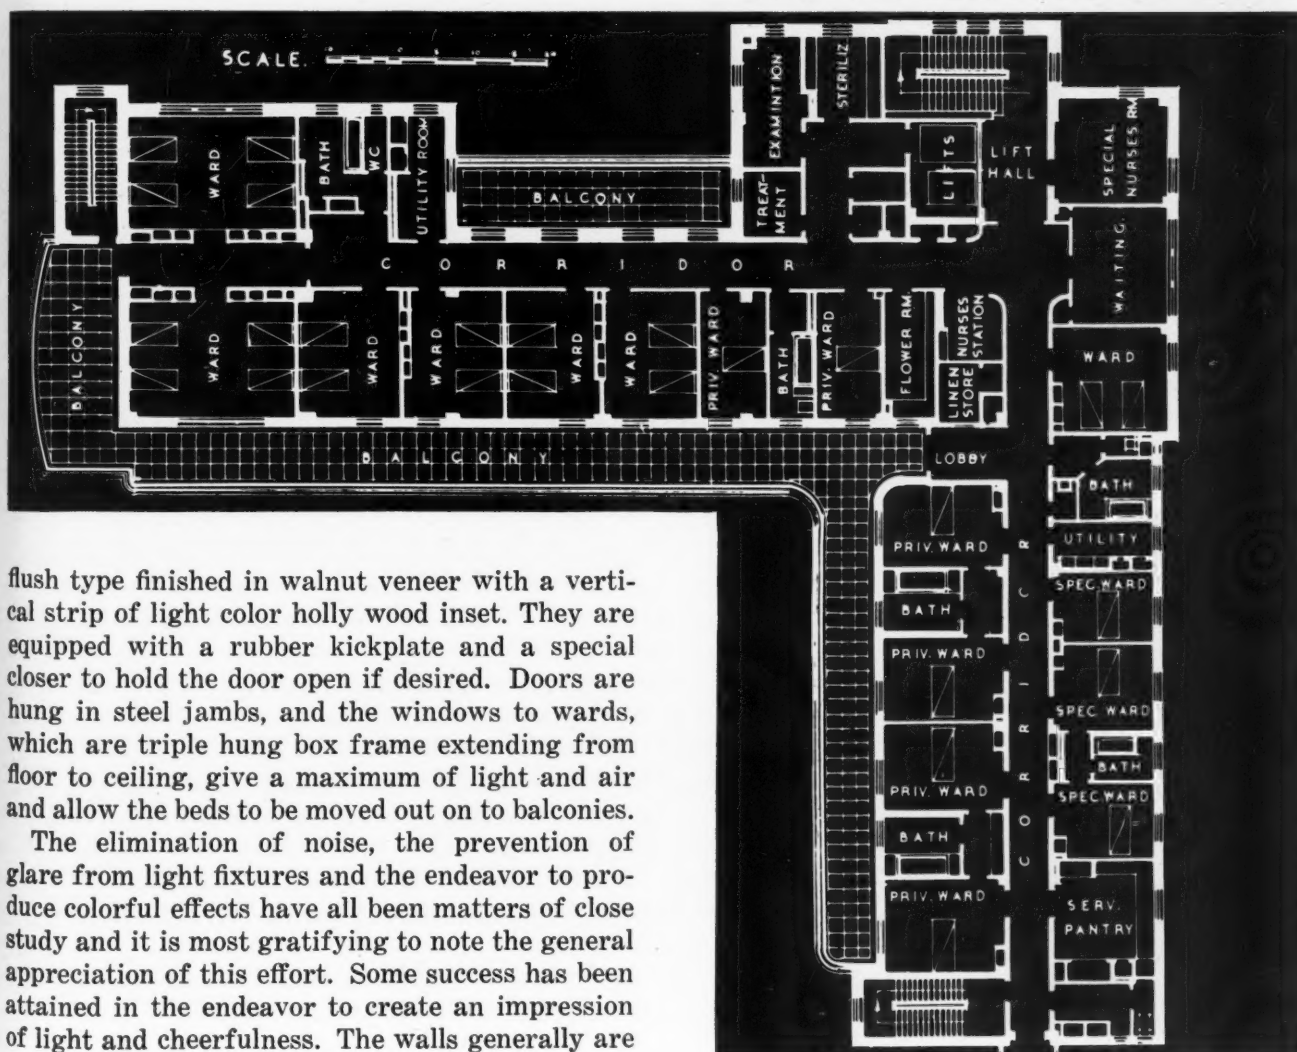 SCALE.
WARD
BATH
WC
UTILITY ROOM
BALCONY
EXAMINTION
STERILIZ
TREAT-
MENT
LIFTS
LIFT
HALL
SPECIAL
NURSES RM.
WAITING.
CORRIDOR
BALCONY
WARD
WARD
WARD
WARD
WARD
PRIV. WARD
BATH
PRIV. WARD
FLOWER RM.
NURSES
STATION
LINEN
STORE
WARD
BALCONY
LOBBY
BATH
UTILITY
PRIV. WARD
BATH
PRIV. WARD
PRIV. WARD
BATH
PRIV. WARD
CORRIDOR
SPEC. WARD
SPEC. WARD
BATH
SPEC. WARD
SERV.
PANTRY
flush type finished in walnut veneer with a verti-
cal strip of light color holly wood inset. They are
equipped with a rubber kickplate and a special
closer to hold the door open if desired. Doors are
hung in steel jambs, and the windows to wards,
which are triple hung box frame extending from
floor to ceiling, give a maximum of light and air
and allow the beds to be moved out on to balconies.
The elimination of noise, the prevention of
glare from light fixtures and the endeavor to pro-
duce colorful effects have all been matters of close
study and it is most gratifying to note the general
appreciation of this effort. Some success has been
attained in the endeavor to create an impression
of light and cheerfulness. The walls generally are